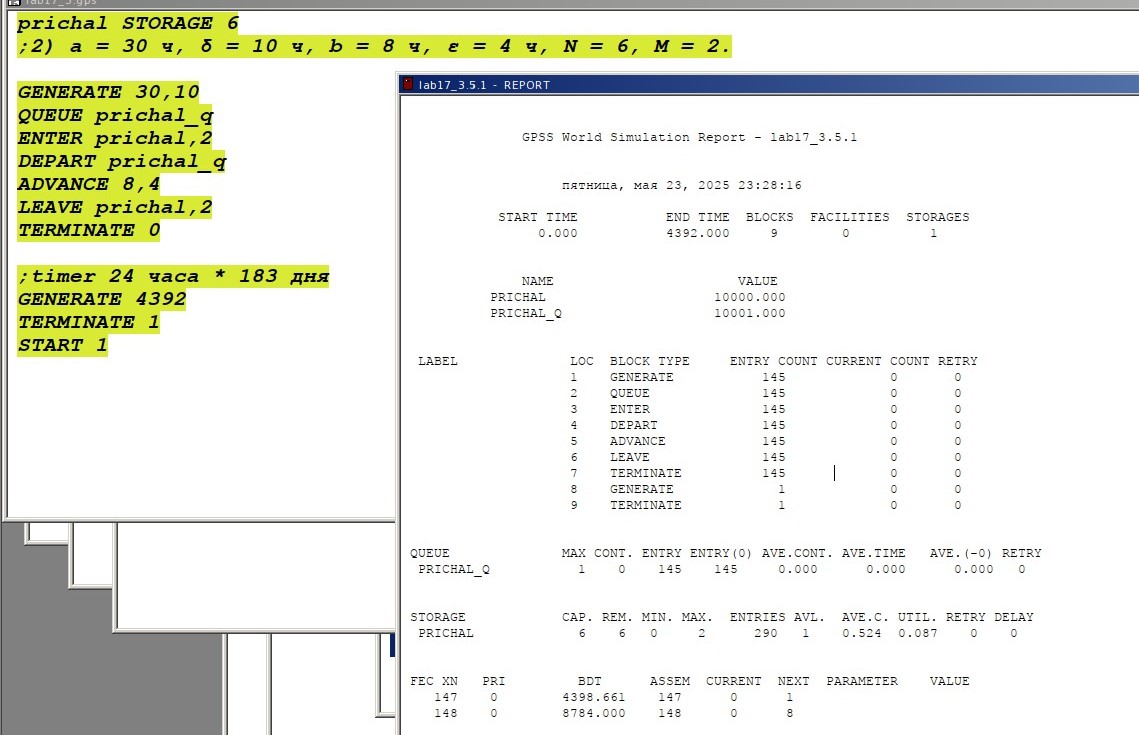 lab17_3.gps
prichal STORAGE 6
;2) a = 30 ч, δ = 10 ч, b = 8 ч, ε = 4 ч, N = 6, M = 2.
GENERATE 30,10
QUEUE prichal_q
ENTER prichal,2
DEPART prichal_q
ADVANCE 8,4
LEAVE prichal,2
TERMINATE 0
;timer 24 часа * 183 дня
GENERATE 4392
TERMINATE 1
START 1
lab17_3.5.1 - REPORT
GPSS World Simulation Report - lab17_3.5.1
пятница, мая 23, 2025 23:28:16
START TIME END TIME BLOCKS FACILITIES STORAGES
0.000 4392.000 9 0 1
NAME VALUE
PRICHAL 10000.000
PRICHAL_Q 10001.000
LABEL LOC BLOCK TYPE ENTRY COUNT CURRENT COUNT RETRY
1 GENERATE 145 0 0
2 QUEUE 145 0 0
3 ENTER 145 0 0
4 DEPART 145 0 0
5 ADVANCE 145 0 0
6 LEAVE 145 0 0
7 TERMINATE 145 0 0
8 GENERATE 1 0 0
9 TERMINATE 1 0 0
QUEUE MAX CONT. ENTRY ENTRY(0) AVE.CONT. AVE.TIME AVE.(-0) RETRY
PRICHAL_Q 1 0 145 145 0.000 0.000 0.000 0
STORAGE CAP. REM. MIN. MAX. ENTRIES AVL. AVE.C. UTIL. RETRY DELAY
PRICHAL 6 6 0 2 290 1 0.524 0.087 0 0
FEC XN PRI BDT ASSEM CURRENT NEXT PARAMETER VALUE
147 0 4398.661 147 0 1
148 0 8784.000 148 0 8